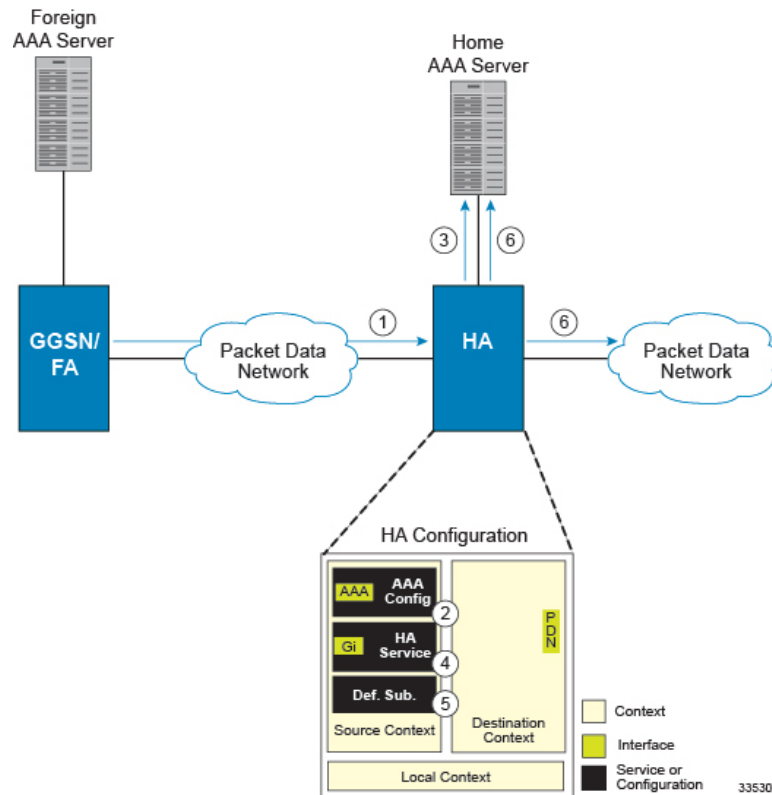 Foreign
AAA Server
Home
AAA Server
3
6
GGSN/
FA
1
Packet Data
Network
HA
6
Packet Data
Network
HA Configuration
AAA
AAA
Config
2
Gi
HA
Service
4
Def. Sub.
5
Source Context
PDN
Destination
Context
Local Context
Context
Interface
Service or
Configuration
33530